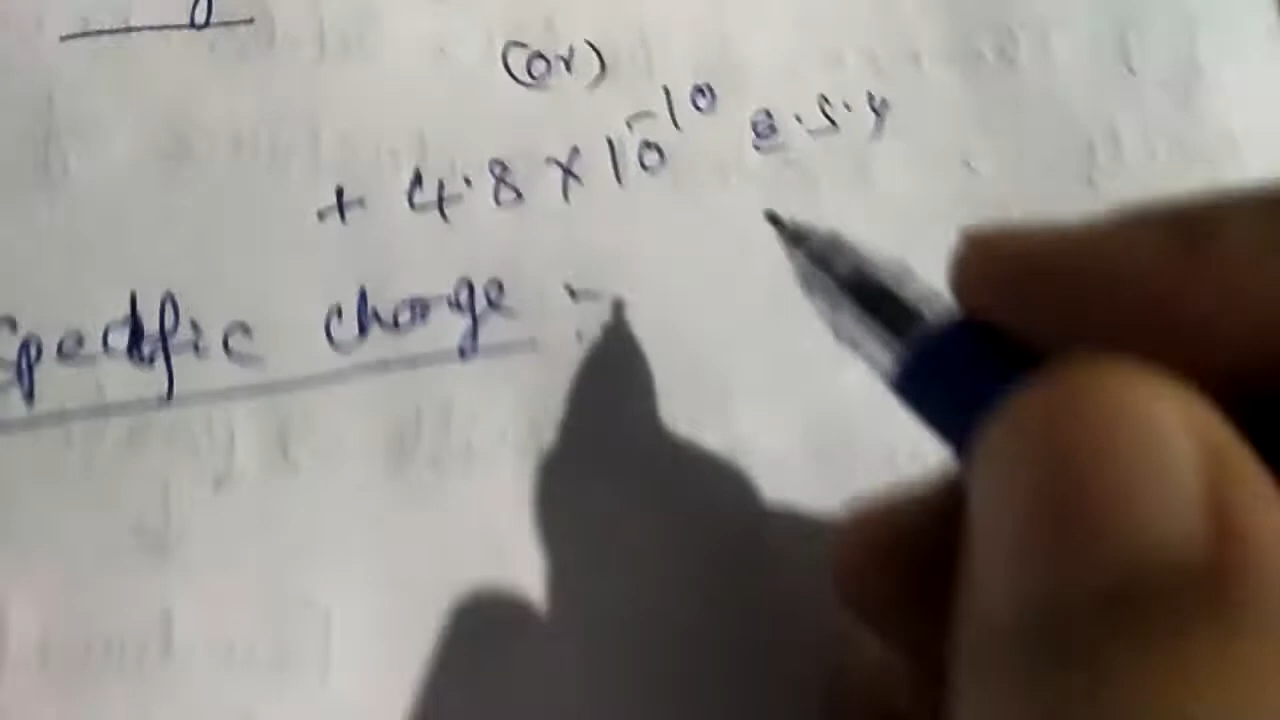 (or)
+ 4.8 × 10⁻¹⁰ e.s.y
Specific charge :-